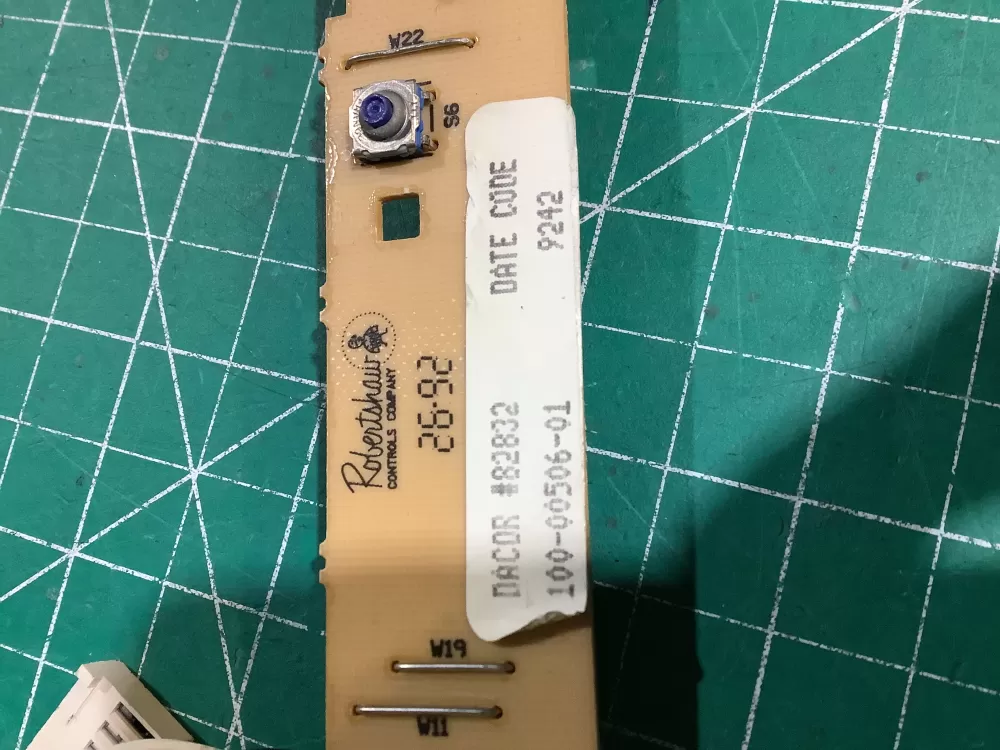 W22
S6
DATE CODE
9242
Robertshaw
CONTROLS COMPANY
26-92
DACOR #82832
100-00506-01
W19
W11